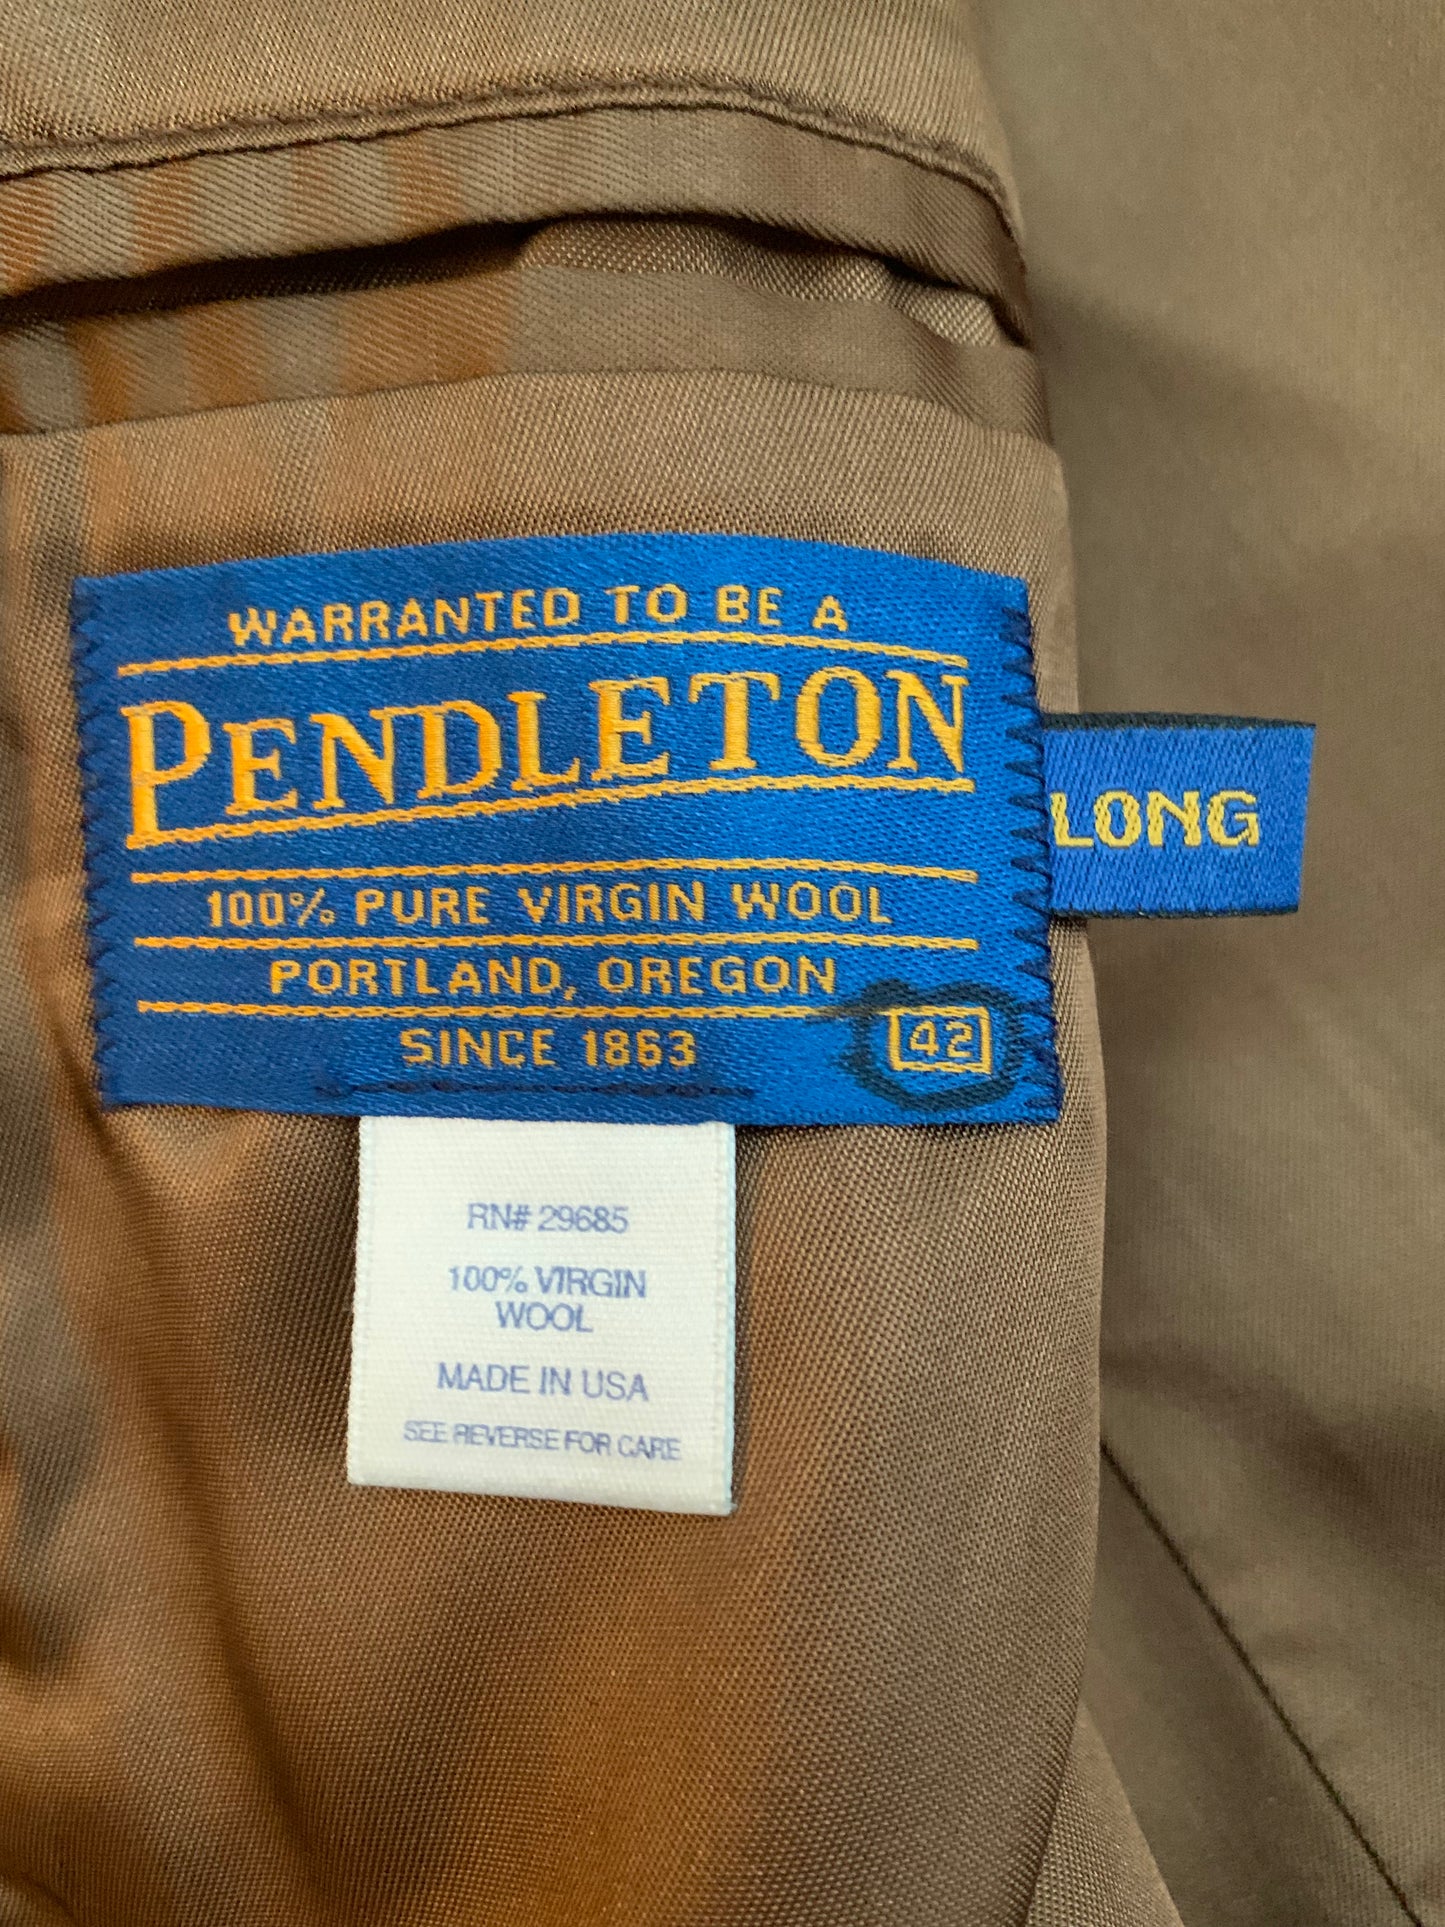 WARRANTED TO BE A
PENDLETON
LONG
100% PURE VIRGIN WOOL
PORTLAND, OREGON
SINCE 1863
42
RN# 29685
100% VIRGIN
WOOL
MADE IN USA
SEE REVERSE FOR CARE